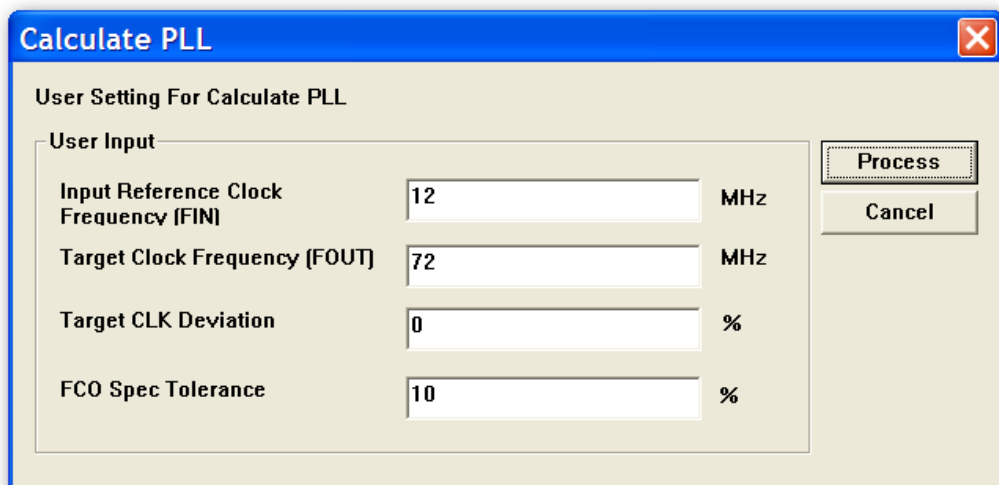 Calculate PLL
User Setting For Calculate PLL
User Input
Input Reference Clock
Frequency (FIN)
12
MHz
Process
Cancel
Target Clock Frequency (FOUT)
72
MHz
Target CLK Deviation
0
%
FCO Spec Tolerance
10
%